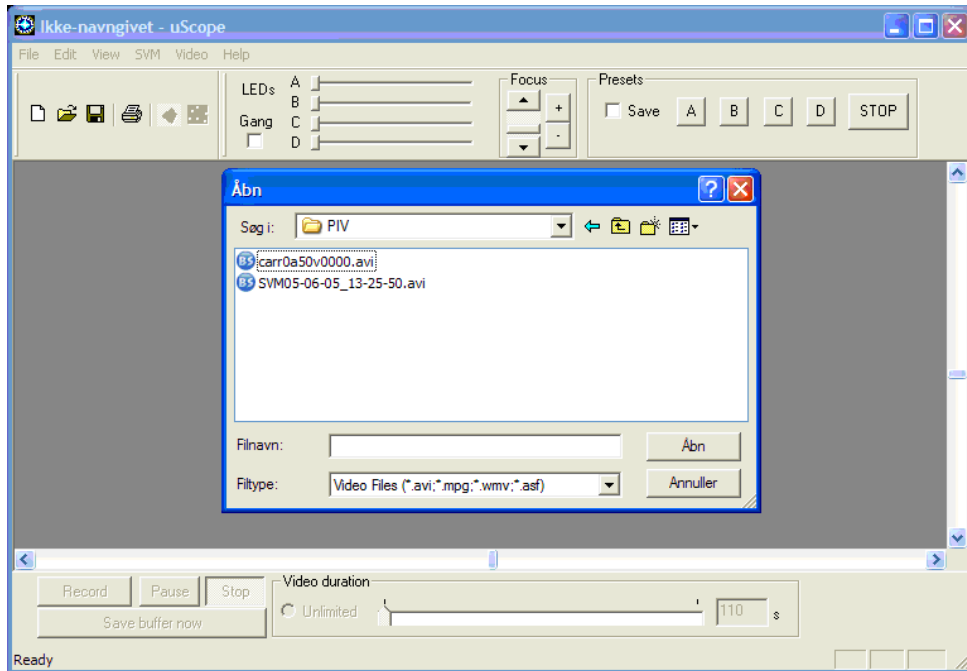 Ikke-navngivet - uScope
File Edit View SVM Video Help
LEDs A
B
Gang C
D
Focus
+
-
Presets
Save A B C D STOP
Åbn
Søg i: PIV
BS carr0a50v0000.avi
BS SVM05-06-05_13-25-50.avi
Filnavn: Åbn
Filtype: Video Files (*.avi;*.mpg;*.wmv;*.asf) Annuller
Record Pause Stop
Save buffer now
Video duration
Unlimited 110 s
Ready